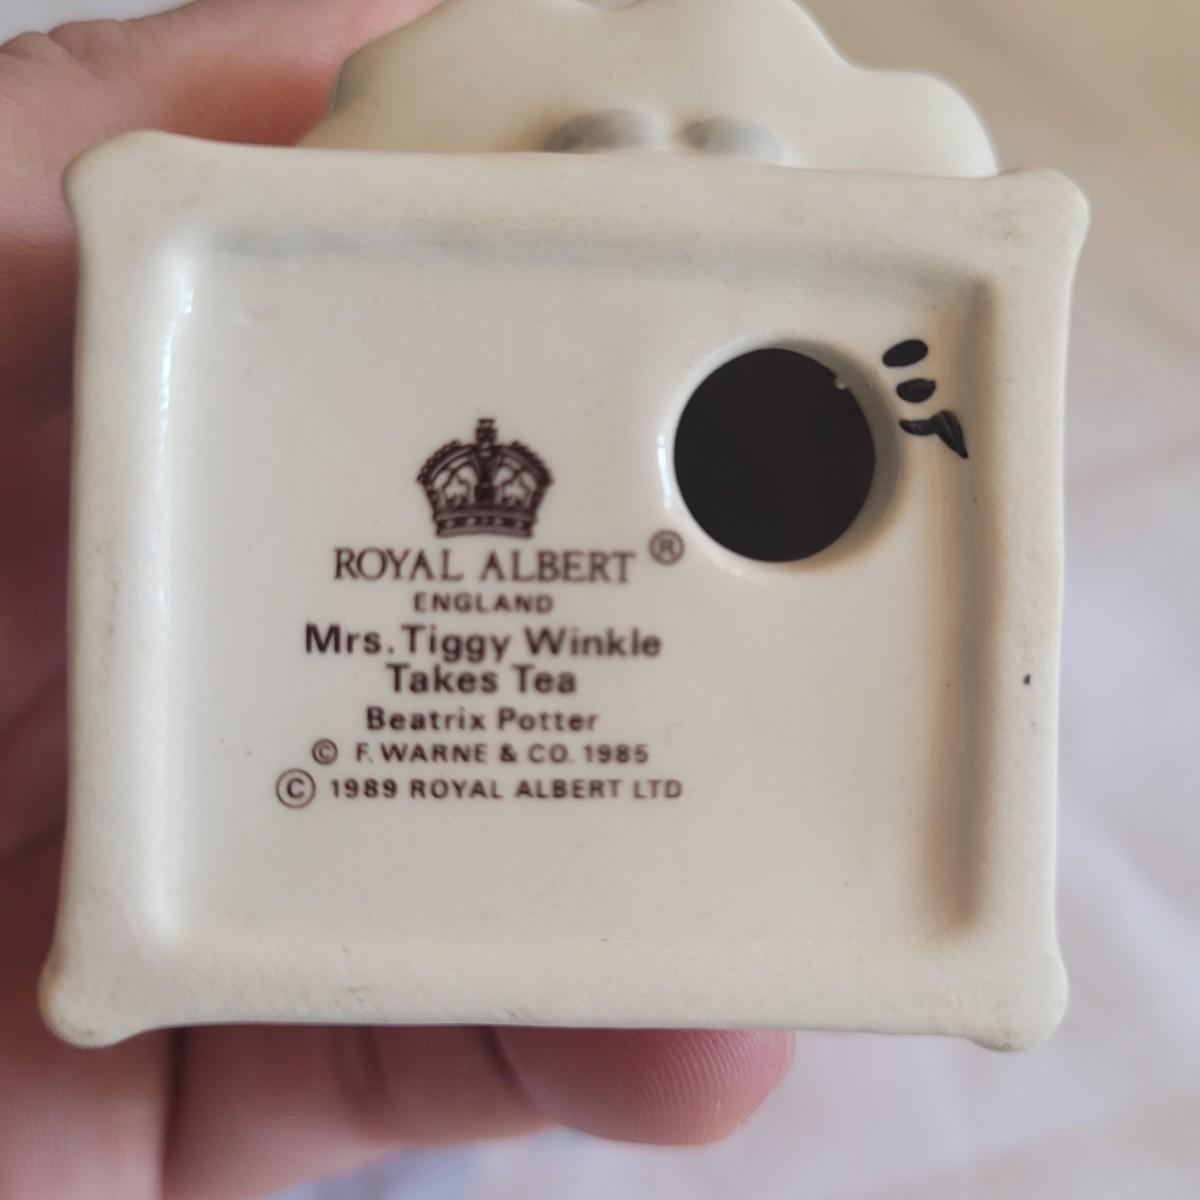 ROYAL ALBERT ®
ENGLAND
Mrs. Tiggy Winkle
Takes Tea
Beatrix Potter
© F. WARNE & CO. 1985
© 1989 ROYAL ALBERT LTD